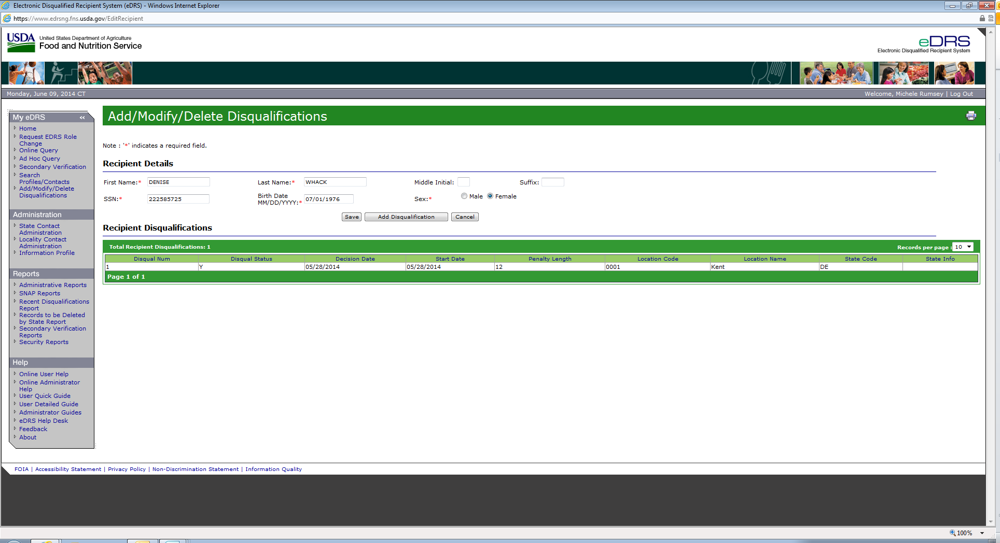 Electronic Disqualified Recipient System (eDRS) - Windows Internet Explorer
https://www.edrsng.fns.usda.gov/EditRecipient
USDA United States Department of Agriculture
Food and Nutrition Service
eDRS
Electronic Disqualified Recipient System
Monday, June 09, 2014 CT
Welcome, Michele Rumsey | Log Out
My eDRS «
Home
Request EDRS Role
Change
Online Query
Ad Hoc Query
Secondary Verification
Search
Profiles/Contacts
Add/Modify/Delete
Disqualifications
Administration
State Contact
Administration
Locality Contact
Administration
Information Profile
Reports
Administrative Reports
SNAP Reports
Recent Disqualifications
Report
Records to be Deleted
by State Report
Secondary Verification
Reports
Security Reports
Help
Online User Help
Online Administrator
Help
User Quick Guide
User Detailed Guide
Administrator Guides
eDRS Help Desk
Feedback
About
Add/Modify/Delete Disqualifications
Note : '*' indicates a required field.
Recipient Details
First Name:* DENISE Last Name:* WHACK Middle Initial: Suffix:
SSN:* 222585725 Birth Date MM/DD/YYYY:* 07/01/1976 Sex:* Male Female
Save Add Disqualification Cancel
Recipient Disqualifications
Total Recipient Disqualifications: 1 Records per page : 10
Disqual Num Disqual Status Decision Date Start Date Penalty Length Location Code Location Name State Code State Info
1 Y 05/28/2014 05/28/2014 12 0001 Kent DE
Page 1 of 1
FOIA | Accessibility Statement | Privacy Policy | Non-Discrimination Statement | Information Quality
100%